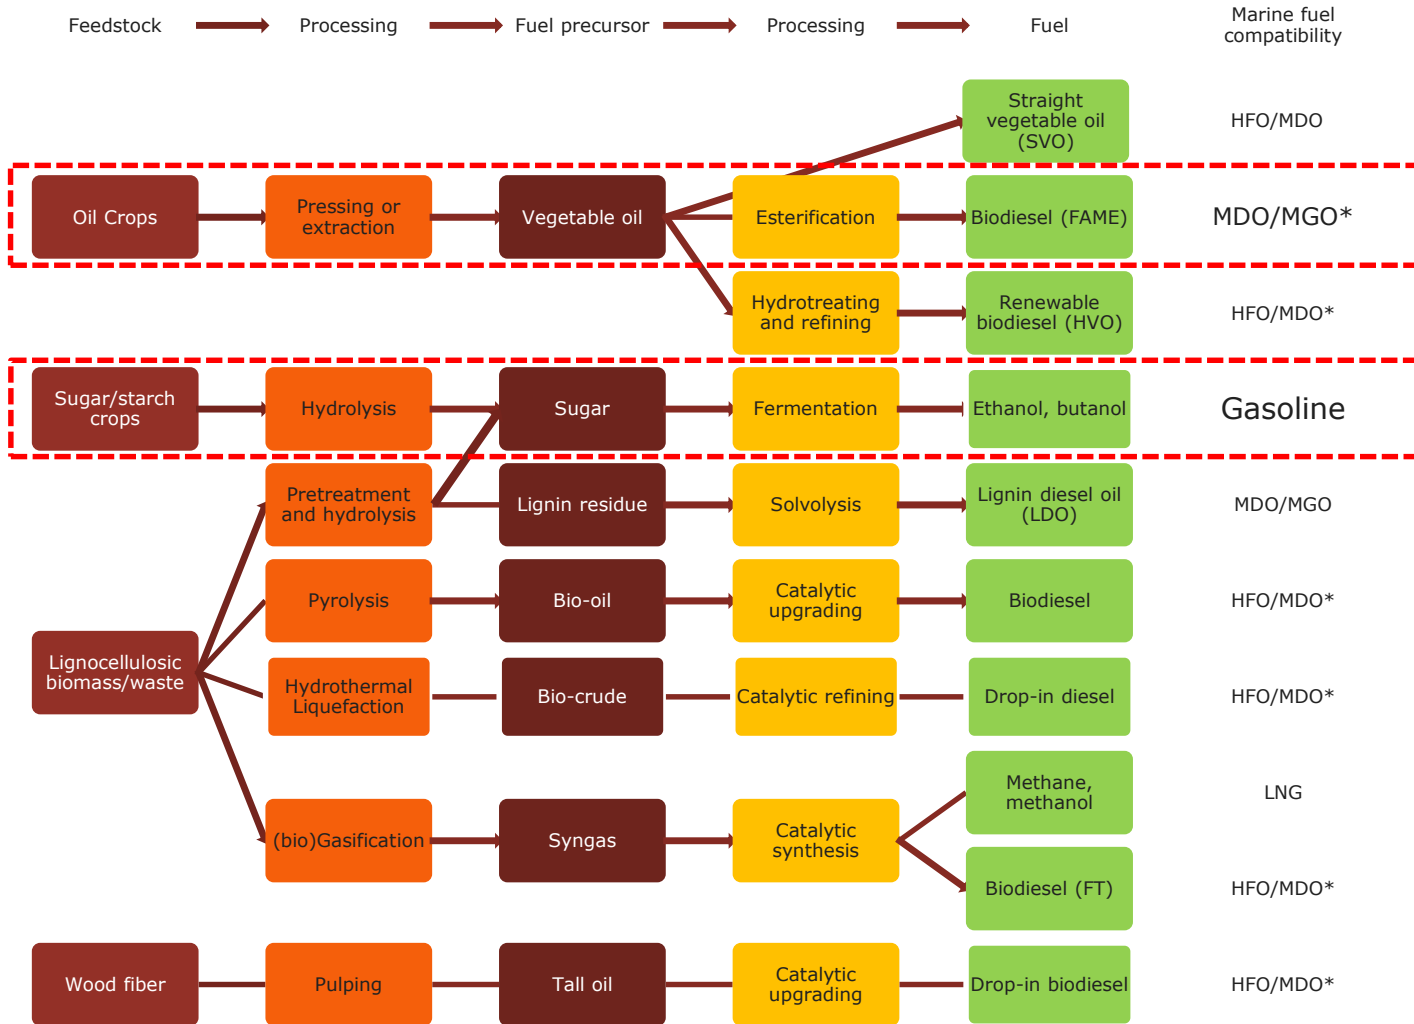 Feedstock
Processing
Fuel precursor
Processing
Fuel
Marine fuel
compatibility
Straight
vegetable oil
(SVO)
HFO/MDO
Oil Crops
Pressing or
extraction
Vegetable oil
Esterification
Biodiesel (FAME)
MDO/MGO*
Hydrotreating
and refining
Renewable
biodiesel (HVO)
HFO/MDO*
Sugar/starch
crops
Hydrolysis
Sugar
Fermentation
Ethanol, butanol
Gasoline
Pretreatment
and hydrolysis
Lignin residue
Solvolysis
Lignin diesel oil
(LDO)
MDO/MGO
Pyrolysis
Bio-oil
Catalytic
upgrading
Biodiesel
HFO/MDO*
Lignocellulosic
biomass/waste
Hydrothermal
Liquefaction
Bio-crude
Catalytic refining
Drop-in diesel
HFO/MDO*
Methane,
methanol
LNG
(bio)Gasification
Syngas
Catalytic
synthesis
Biodiesel (FT)
HFO/MDO*
Wood fiber
Pulping
Tall oil
Catalytic
upgrading
Drop-in biodiesel
HFO/MDO*